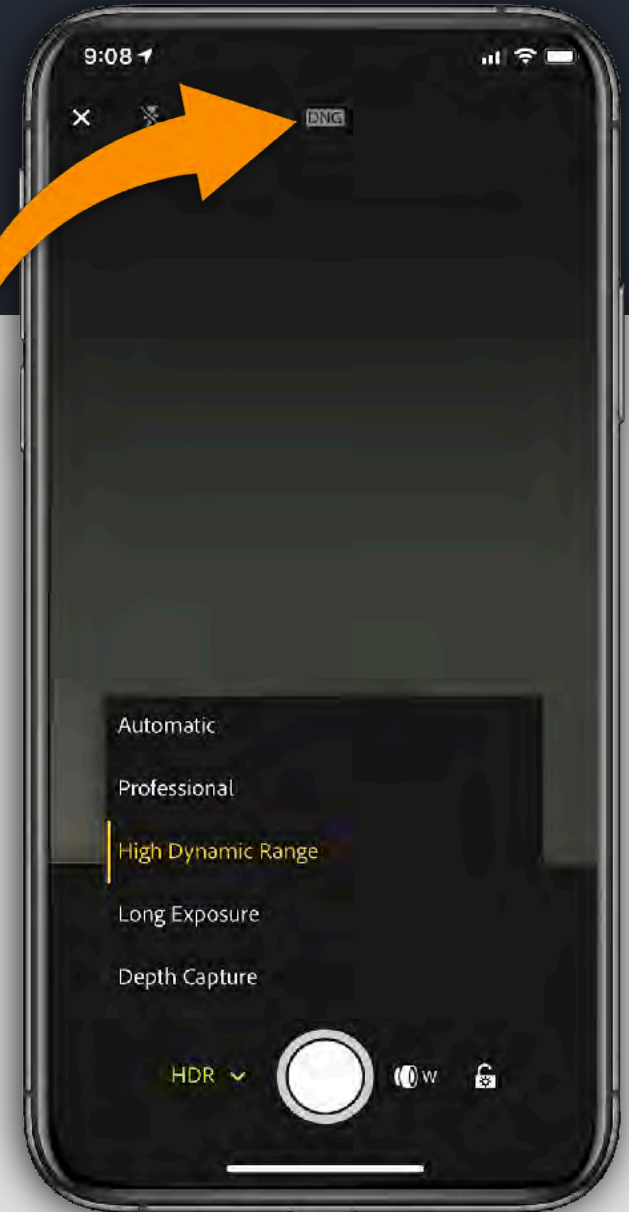 9:08
DNG
Automatic
Professional
High Dynamic Range
Long Exposure
Depth Capture
HDR
W